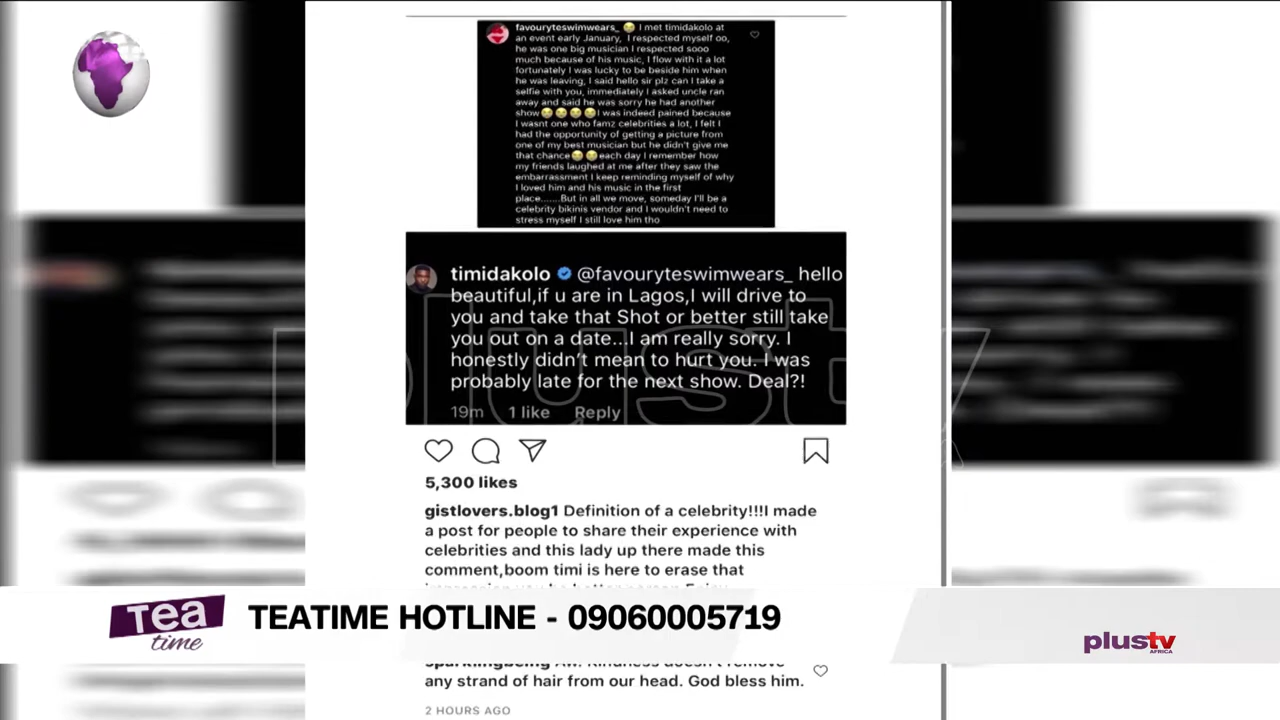 favouryteswimwears_ 😭 I met timidakolo at
an event early January, I respected myself oo,
he was one big musician I respected sooo
much because of his music, I flow with it a lot
fortunately I was lucky to be beside him when
he was leaving, I said hello sir plz can I take a
selfie with you, immediately I asked uncle ran
away and said he was sorry he had another
show😭😭😭😭I was indeed pained because
I wasnt one who famz celebrities a lot, I felt I
had the opportunity of getting a picture from
one of my best musician but he didn't give me
that chance😭😭each day I remember how
my friends laughed at me after they saw the
embarrassment I keep reminding myself of why
I loved him and his music in the first
place.......But in all we move, someday I'll be a
celebrity bikinis vendor and I wouldn't need to
stress myself I still love him tho
timidakolo @favouryteswimwears_ hello
beautiful,if u are in Lagos,I will drive to
you and take that Shot or better still take
you out on a date...I am really sorry. I
honestly didn't mean to hurt you. I was
probably late for the next show. Deal?!
19m 1 like Reply
plustv
5,300 likes
gistlovers.blog1 Definition of a celebrity!!!I made
a post for people to share their experience with
celebrities and this lady up there made this
comment,boom timi is here to erase that
Tea
time
TEATIME HOTLINE - 09060005719
plustv
AFRICA
sparklingbeing Aw! Kindness doesn't remove
any strand of hair from our head. God bless him.
2 HOURS AGO